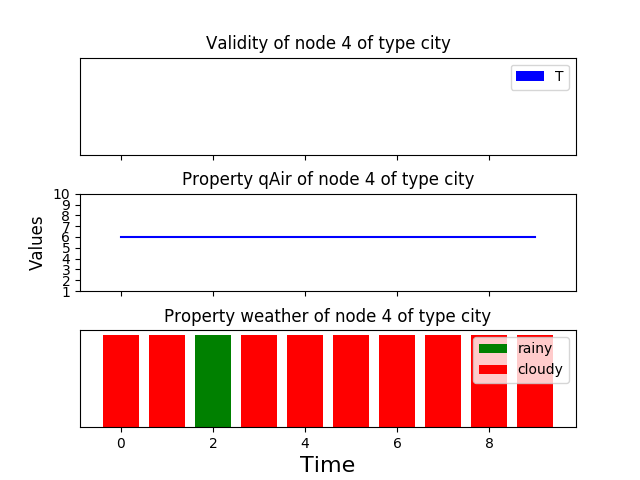 Validity of node 4 of type city
T
Property qAir of node 4 of type city
Values
10
9
8
7
6
5
4
3
2
1
Property weather of node 4 of type city
rainy
cloudy
0 2 4 6 8
Time